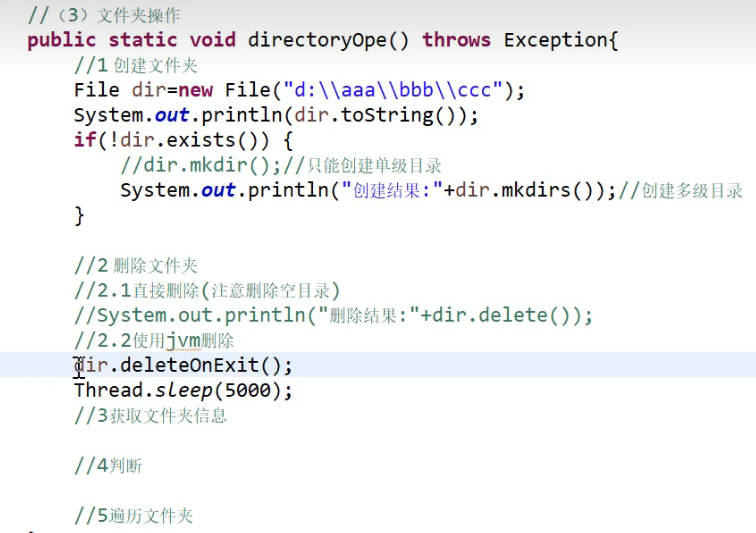 //（3）文件夹操作
public static void directoryOpe() throws Exception{
//1 创建文件夹
File dir=new File("d:\\aaa\\bbb\\ccc");
System.out.println(dir.toString());
if(!dir.exists()) {
//dir.mkdir();//只能创建单级目录
System.out.println("创建结果:"+dir.mkdirs());//创建多级目录
}
//2 删除文件夹
//2.1直接删除(注意删除空目录)
//System.out.println("删除结果:"+dir.delete());
//2.2使用jvm删除
dir.deleteOnExit();
Thread.sleep(5000);
//3获取文件夹信息
//4判断
//5遍历文件夹